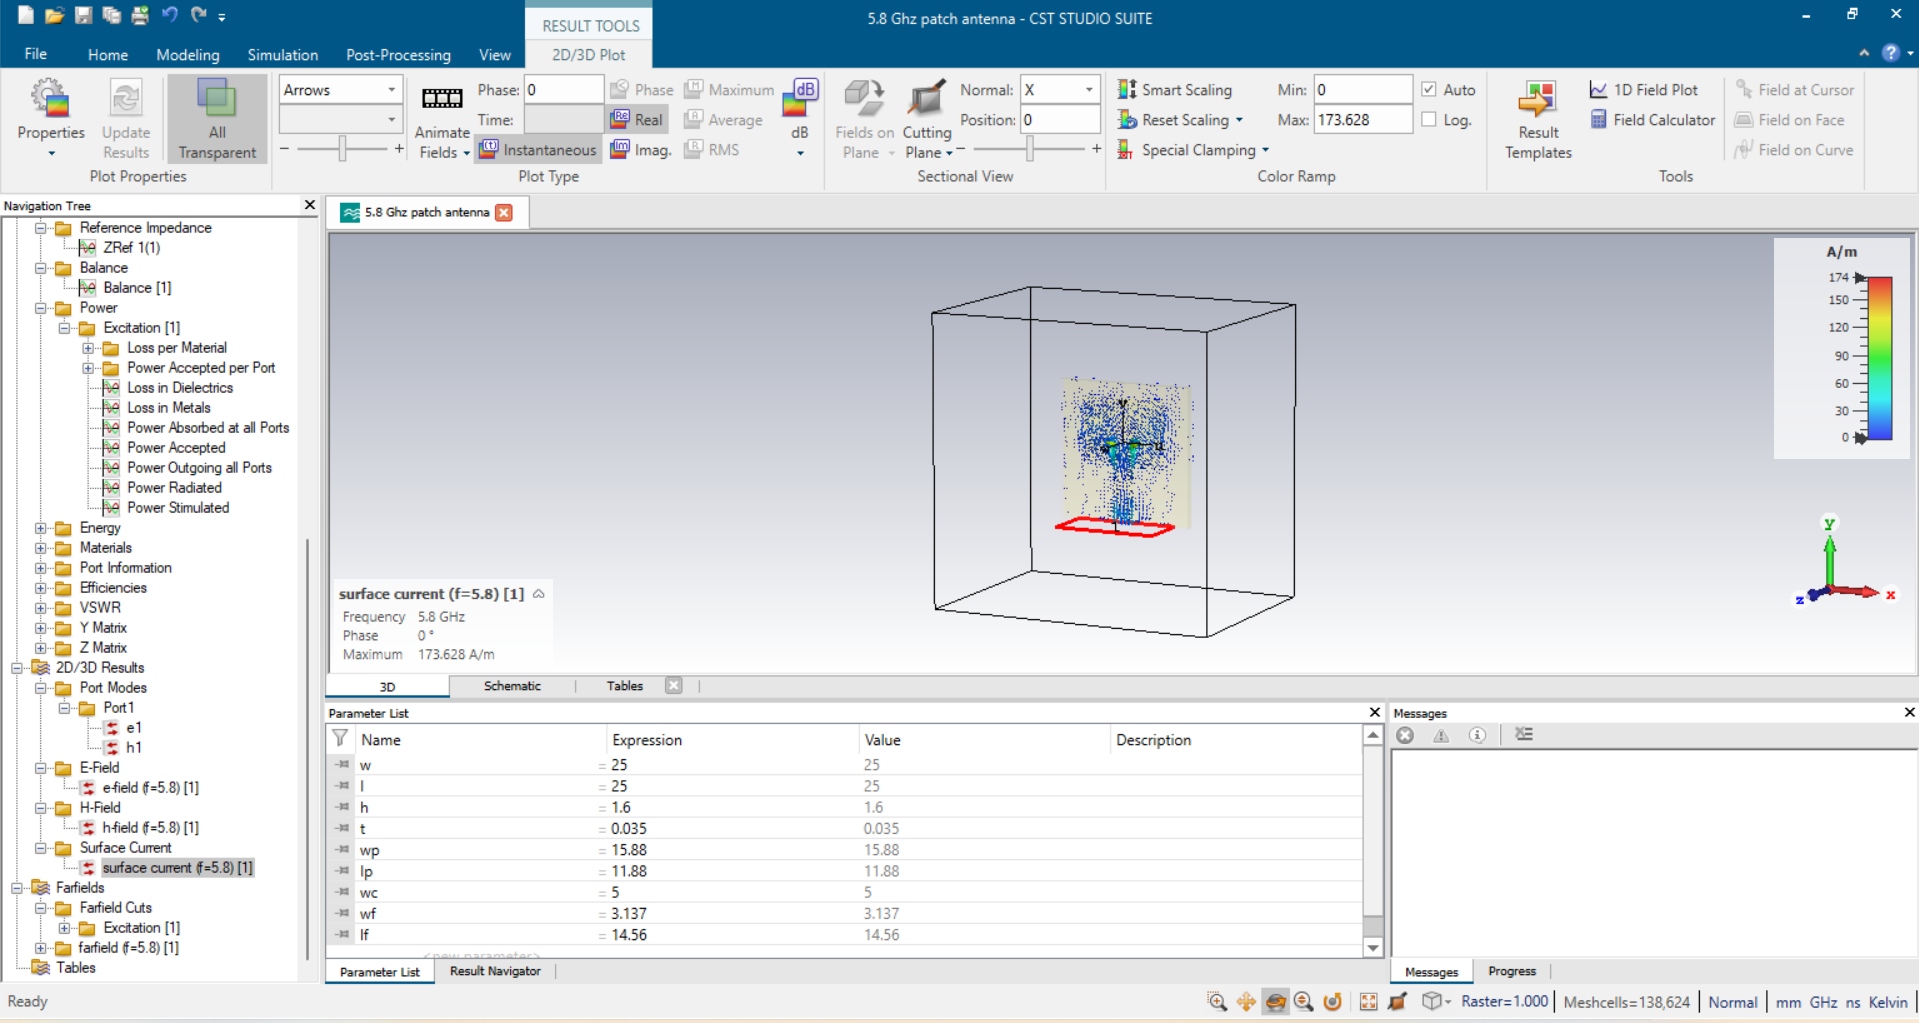 RESULT TOOLS
5.8 Ghz patch antenna - CST STUDIO SUITE
File Home Modeling Simulation Post-Processing View 2D/3D Plot
Properties
Update Results
All Transparent
Plot Properties
Arrows
Animate Fields
Phase: 0
Time:
Instantaneous
Phase
Real
Imag.
Maximum
Average
RMS
dB
dB
Plot Type
Fields on Plane
Cutting Plane
Normal: X
Position: 0
Sectional View
Smart Scaling
Reset Scaling
Special Clamping
Min: 0
Max: 173.628
Auto
Log.
Color Ramp
Result Templates
1D Field Plot
Field Calculator
Field at Cursor
Field on Face
Field on Curve
Tools
Navigation Tree
Reference Impedance
ZRef 1(1)
Balance
Balance [1]
Power
Excitation [1]
Loss per Material
Power Accepted per Port
Loss in Dielectrics
Loss in Metals
Power Absorbed at all Ports
Power Accepted
Power Outgoing all Ports
Power Radiated
Power Stimulated
Energy
Materials
Port Information
Efficiencies
VSWR
Y Matrix
Z Matrix
2D/3D Results
Port Modes
Port1
e1
h1
E-Field
e-field (f=5.8) [1]
H-Field
h-field (f=5.8) [1]
Surface Current
surface current (f=5.8) [1]
Farfields
Farfield Cuts
Excitation [1]
farfield (f=5.8) [1]
Tables
5.8 Ghz patch antenna
A/m
174
150
120
90
60
30
0
y
x
z
surface current (f=5.8) [1]
Frequency 5.8 GHz
Phase 0 °
Maximum 173.628 A/m
3D Schematic Tables
Parameter List
Name Expression Value Description
w = 25 25
l = 25 25
h = 1.6 1.6
t = 0.035 0.035
wp = 15.88 15.88
lp = 11.88 11.88
wc = 5 5
wf = 3.137 3.137
lf = 14.56 14.56
<new parameter>
Parameter List Result Navigator
Messages
Messages Progress
Ready
Raster=1.000 Meshcells=138,624 Normal mm GHz ns Kelvin